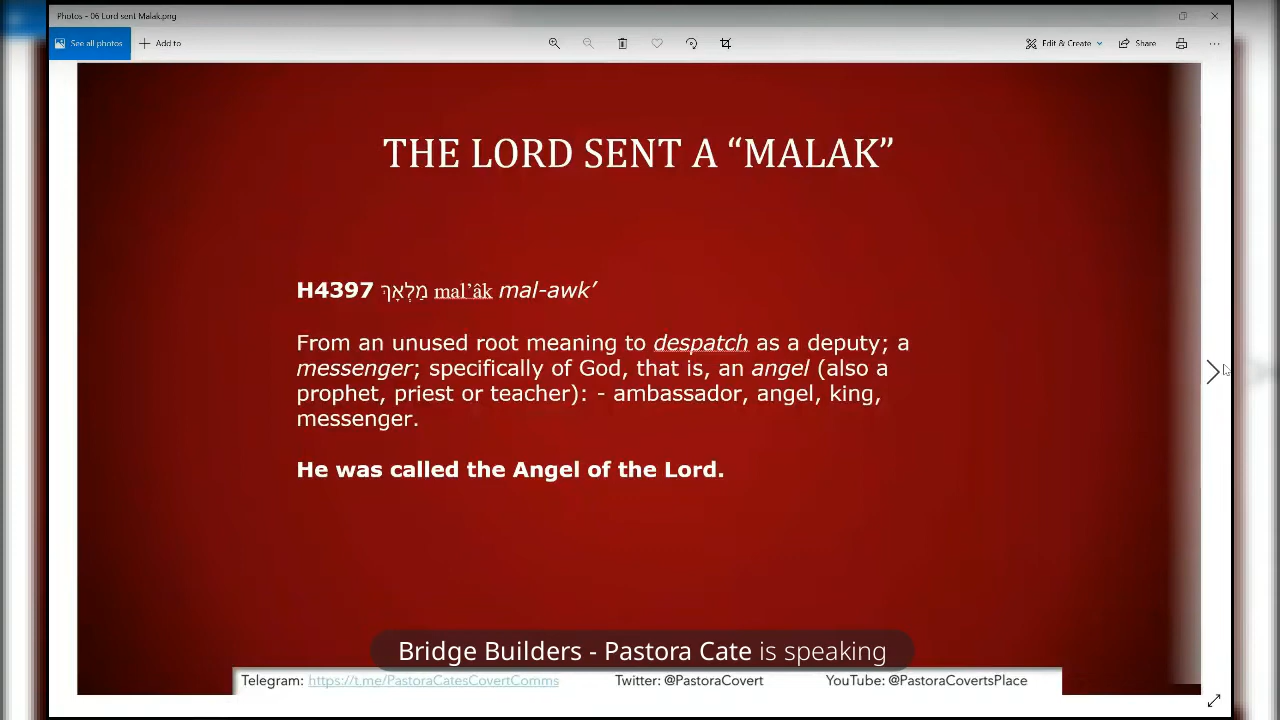 Photos - 06 Lord sent Malak.png
See all photos
Add to
Edit & Create
Share
THE LORD SENT A “MALAK”
H4397 מַלְאָךְ mal’âk mal-awk’
From an unused root meaning to despatch as a deputy; a
messenger; specifically of God, that is, an angel (also a
prophet, priest or teacher): - ambassador, angel, king,
messenger.
He was called the Angel of the Lord.
Bridge Builders - Pastora Cate is speaking
Telegram: https://t.me/PastoraCatesCovertComms Twitter: @PastoraCovert YouTube: @PastoraCovertsPlace